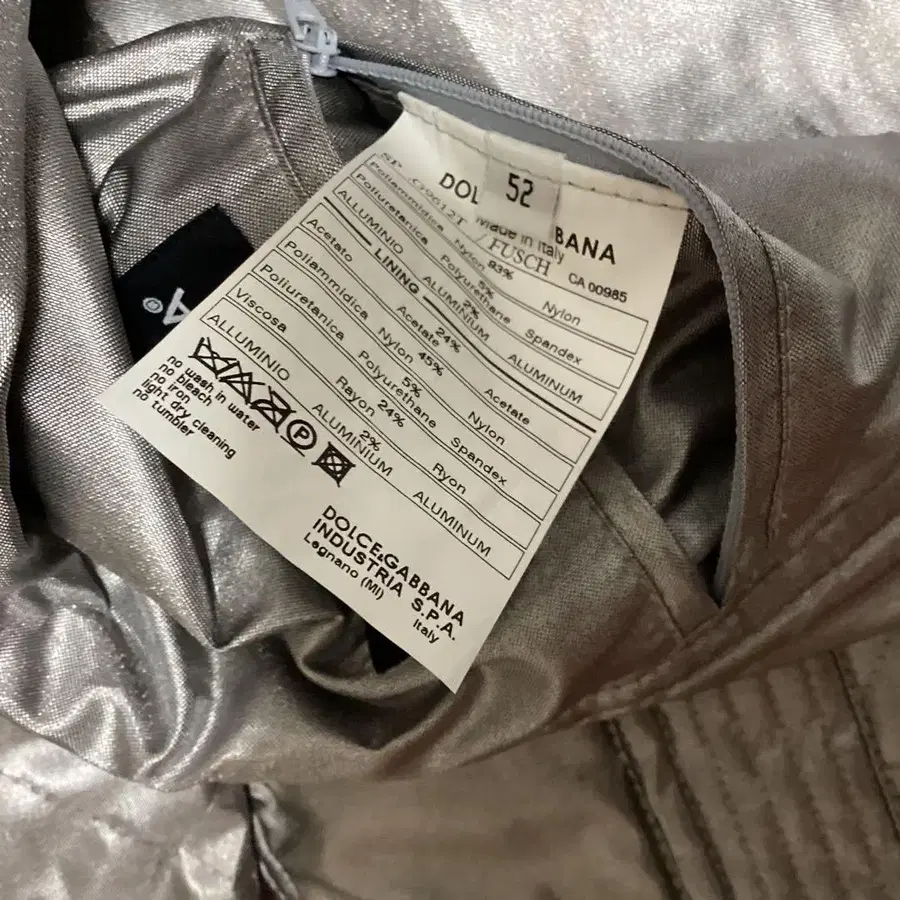 52
DOL BBANA
Made in Italy
FUSCH CA 00985
Poliammidica Nylon 93% Nylon
Poliuretanica Polyurethane 5% Spandex
ALLUMINIO ALUMINIUM 2% ALUMINUM
LINING
Acetato Acetate 24% Acetate
Poliammidica Nylon 45% Nylon
Poliuretanica Polyurethane 5% Spandex
Viscosa Rayon 24% Ryon
ALLUMINIO ALUMINIUM 2% ALUMINUM
no wash in water
no bleach
no iron
light dry cleaning
no tumbler
P
DOLCE&GABBANA
INDUSTRIA S.P.A.
Legnano (MI)
Italy
A®